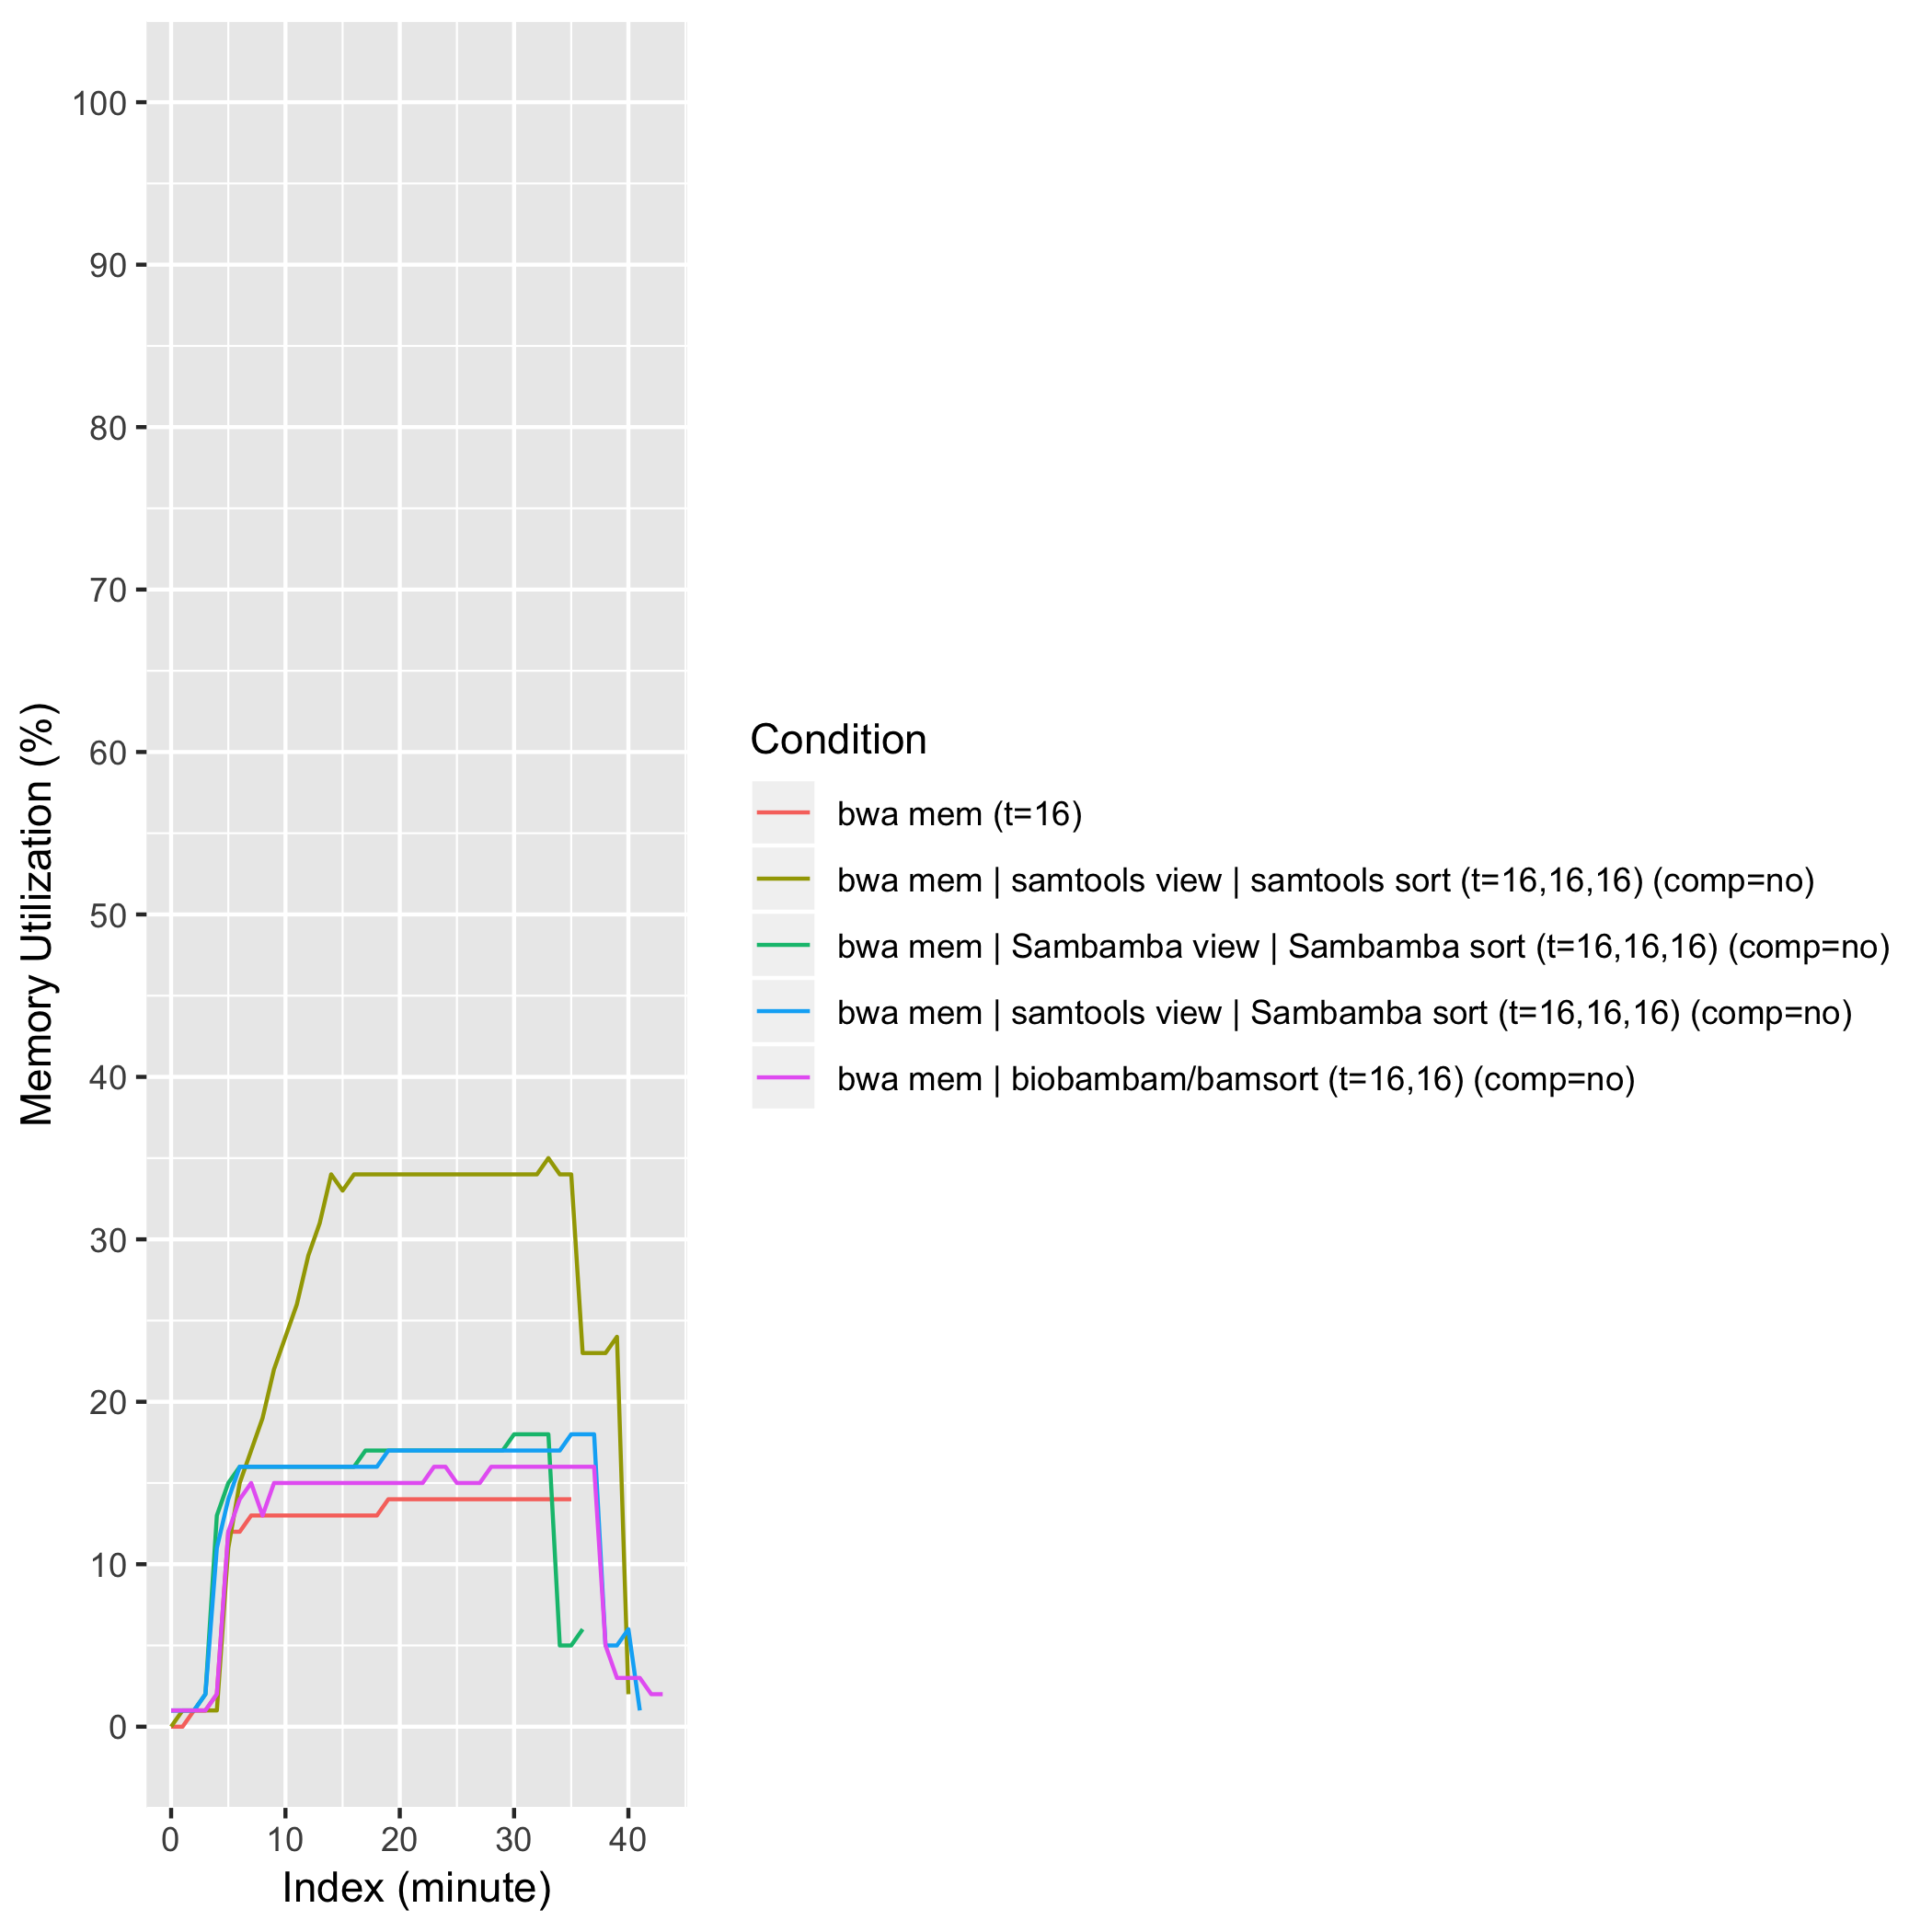 Memory Utilization (%)
100
90
80
70
60
50
40
30
20
10
0
0 10 20 30 40
Index (minute)
Condition
bwa mem (t=16)
bwa mem | samtools view | samtools sort (t=16,16,16) (comp=no)
bwa mem | Sambamba view | Sambamba sort (t=16,16,16) (comp=no)
bwa mem | samtools view | Sambamba sort (t=16,16,16) (comp=no)
bwa mem | biobambam/bamsort (t=16,16) (comp=no)